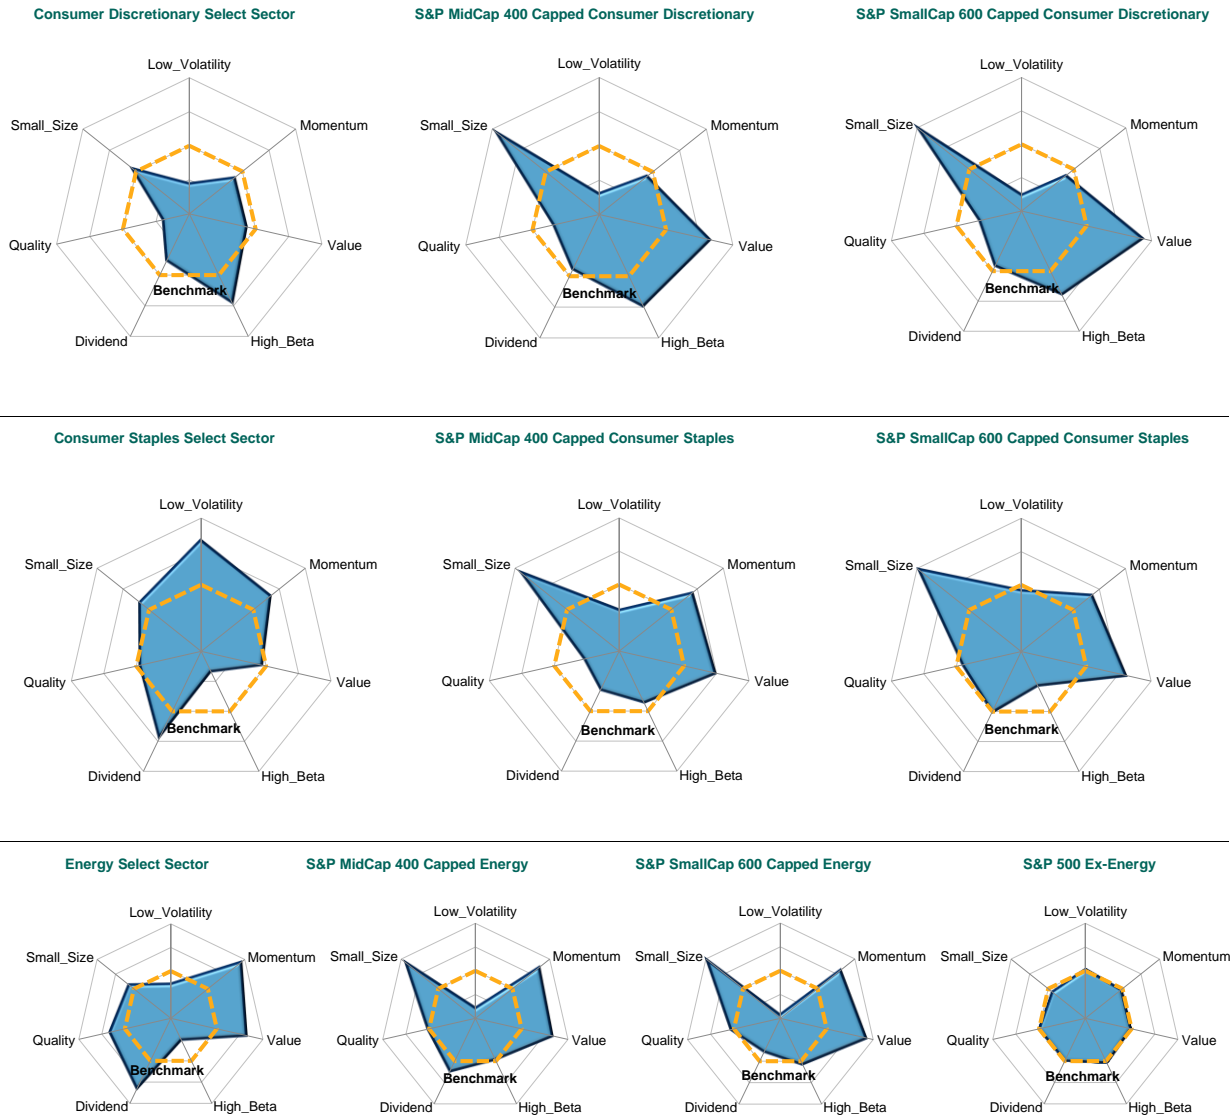 Consumer Discretionary Select Sector
S&P MidCap 400 Capped Consumer Discretionary
S&P SmallCap 600 Capped Consumer Discretionary
Low_Volatility
Small_Size
Momentum
Quality
Value
Benchmark
Dividend
High_Beta
Low_Volatility
Small_Size
Momentum
Quality
Value
Benchmark
Dividend
High_Beta
Low_Volatility
Small_Size
Momentum
Quality
Value
Benchmark
Dividend
High_Beta
Consumer Staples Select Sector
S&P MidCap 400 Capped Consumer Staples
S&P SmallCap 600 Capped Consumer Staples
Low_Volatility
Small_Size
Momentum
Quality
Value
Benchmark
Dividend
High_Beta
Low_Volatility
Small_Size
Momentum
Quality
Value
Benchmark
Dividend
High_Beta
Low_Volatility
Small_Size
Momentum
Quality
Value
Benchmark
Dividend
High_Beta
Energy Select Sector
S&P MidCap 400 Capped Energy
S&P SmallCap 600 Capped Energy
S&P 500 Ex-Energy
Low_Volatility
Small_Size
Momentum
Quality
Value
Benchmark
Dividend
High_Beta
Low_Volatility
Small_Size
Momentum
Quality
Value
Benchmark
Dividend
High_Beta
Low_Volatility
Small_Size
Momentum
Quality
Value
Benchmark
Dividend
High_Beta
Low_Volatility
Small_Size
Momentum
Quality
Value
Benchmark
Dividend
High_Beta